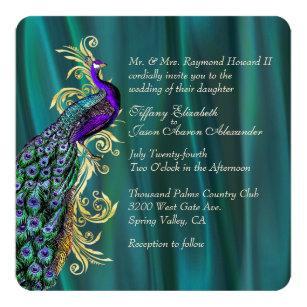 Mr. & Mrs. Raymond Howard II
cordially invite you to the
wedding of their daughter
Tiffany Elizabeth
to
Jason Aaron Alexander
July Twenty-fourth
Two O'clock in the Afternoon
Thousand Palms Country Club
3200 West Gate Ave.
Spring Valley, CA
Reception to follow